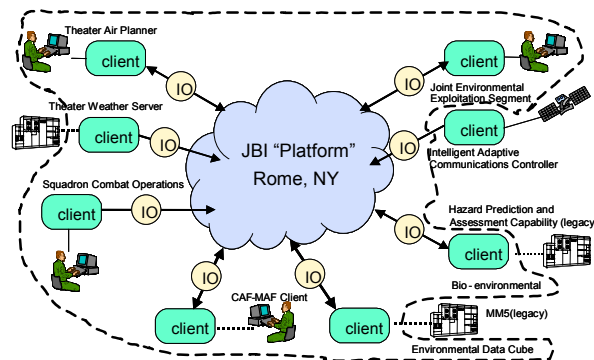 Theater Air Planner
client
IO
client
IO
Joint Environmental
Exploitation Segment
Theater Weather Server
client
IO
JBI “Platform”
Rome, NY
IO
client
Intelligent Adaptive
Communications Controller
Squadron Combat Operations
client
IO
Hazard Prediction and
Assessment Capability (legacy
IO
client
Bio - environmental
IO
CAF-MAF Client
client
IO
client
MM5(legacy)
Environmental Data Cube